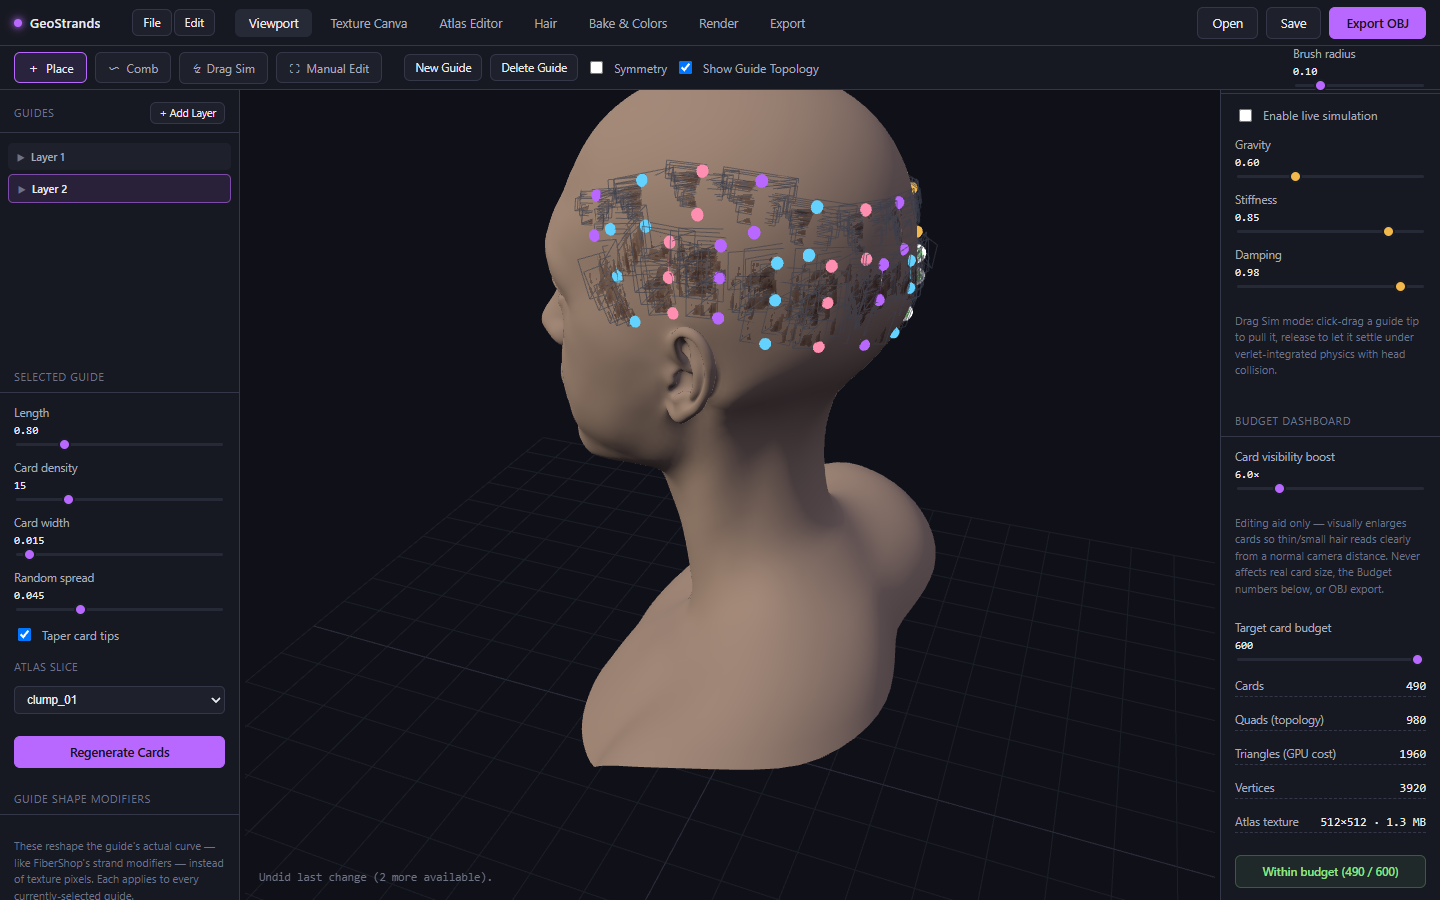 GeoStrands
File
Edit
Viewport
Texture Canva
Atlas Editor
Hair
Bake & Colors
Render
Export
Open
Save
Export OBJ
Place
Comb
Drag Sim
Manual Edit
New Guide
Delete Guide
Symmetry
Show Guide Topology
Brush radius
0.10
GUIDES
+ Add Layer
Layer 1
Layer 2
SELECTED GUIDE
Length
0.80
Card density
15
Card width
0.015
Random spread
0.045
Taper card tips
ATLAS SLICE
clump_01
Regenerate Cards
GUIDE SHAPE MODIFIERS
These reshape the guide's actual curve —
like FiberShop's strand modifiers — instead
of texture pixels. Each applies to every
currently-selected guide.
Undid last change (2 more available).
Enable live simulation
Gravity
0.60
Stiffness
0.85
Damping
0.98
Drag Sim mode: click-drag a guide tip
to pull it, release to let it settle under
verlet-integrated physics with head
collision.
BUDGET DASHBOARD
Card visibility boost
6.0×
Editing aid only — visually enlarges
cards so thin/small hair reads clearly
from a normal camera distance. Never
affects real card size, the Budget
numbers below, or OBJ export.
Target card budget
600
Cards 490
Quads (topology) 980
Triangles (GPU cost) 1960
Vertices 3920
Atlas texture 512×512 · 1.3 MB
Within budget (490 / 600)